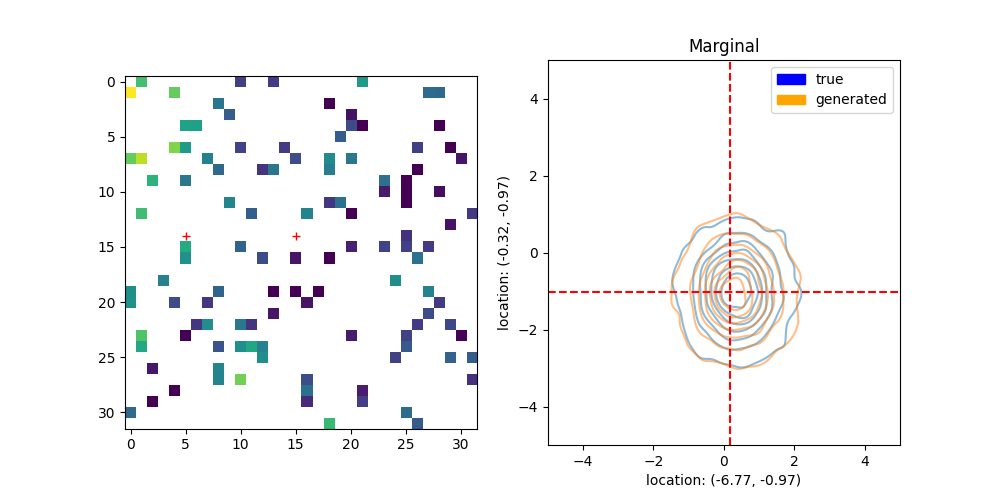 0
5
10
15
20
25
30
0 5 10 15 20 25 30
Marginal
true
generated
4
2
0
−2
−4
−4 −2 0 2 4
location: (-0.32, -0.97)
location: (-6.77, -0.97)